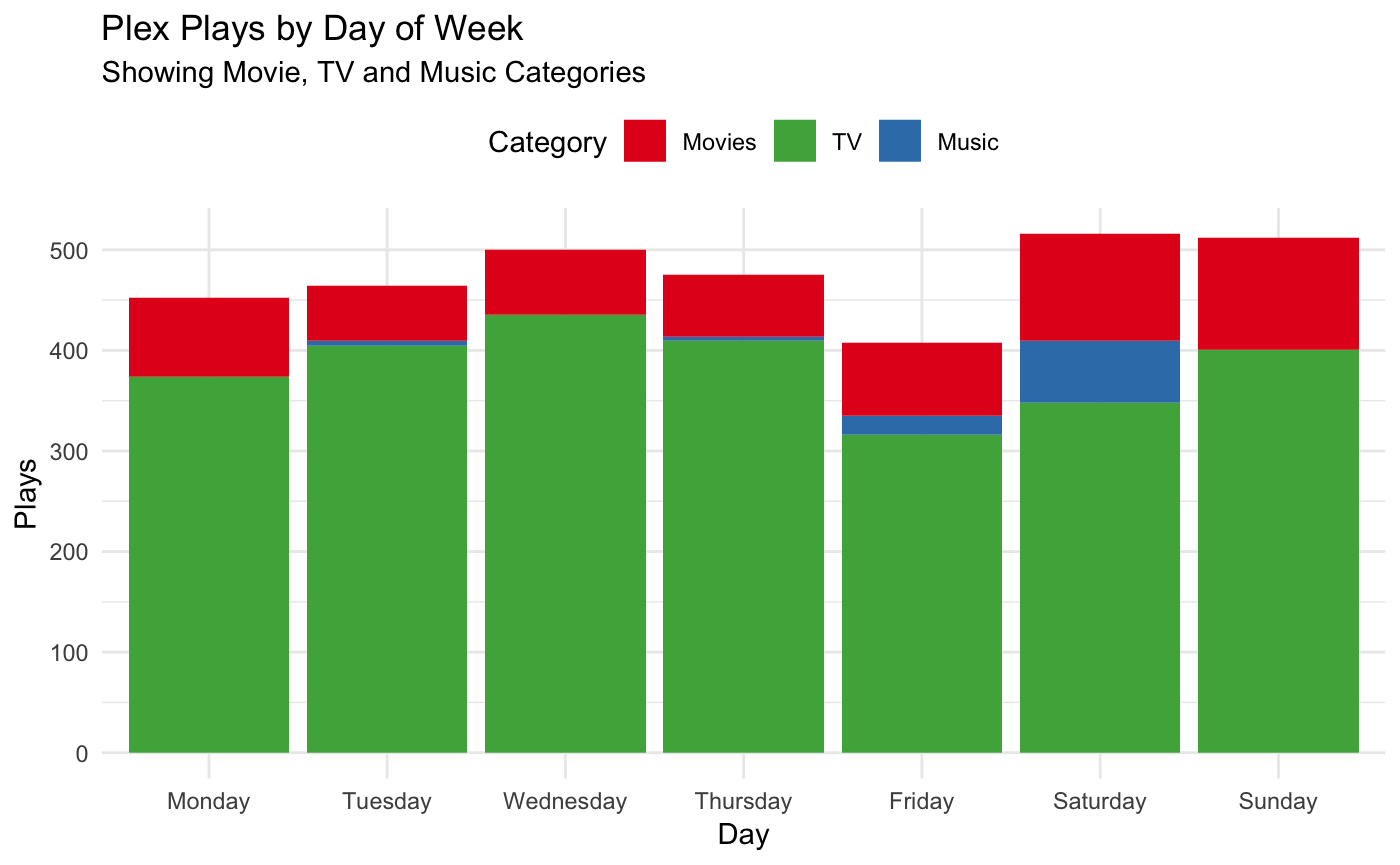 Plex Plays by Day of Week
Showing Movie, TV and Music Categories
Category Movies TV Music
Plays
500
400
300
200
100
0
Monday Tuesday Wednesday Thursday Friday Saturday Sunday
Day